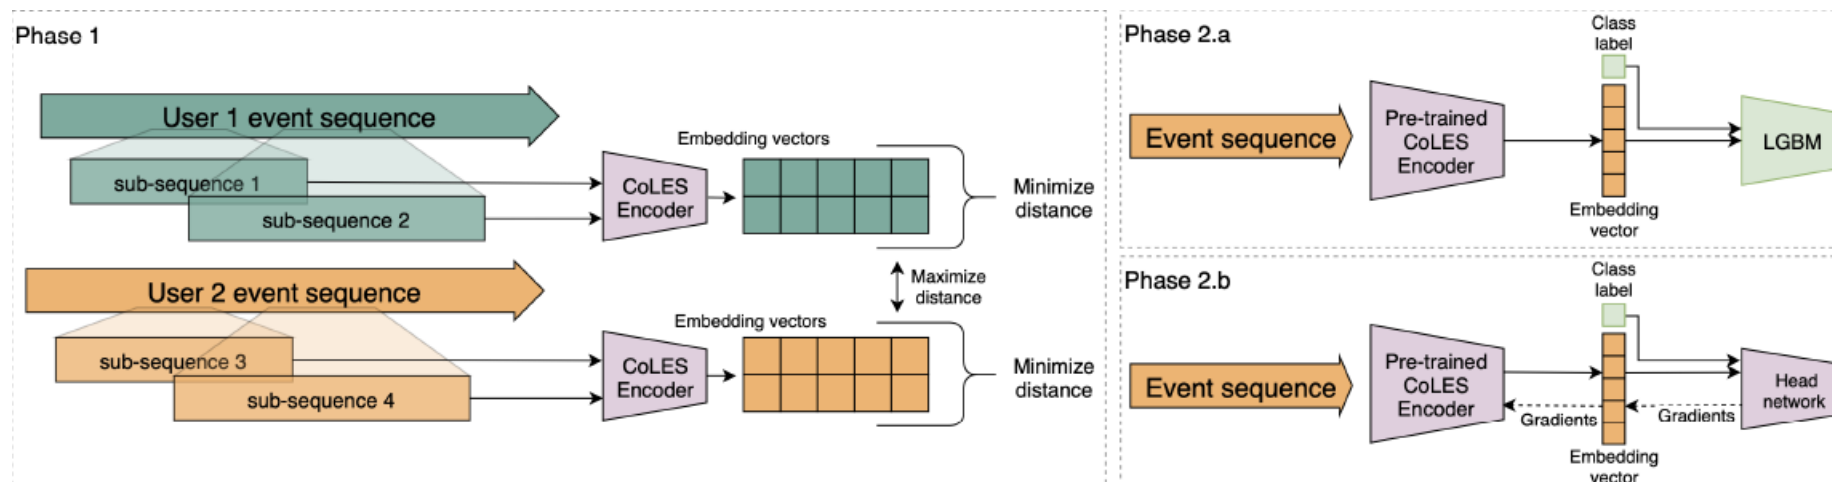 Phase 1
User 1 event sequence
sub-sequence 1
sub-sequence 2
CoLES
Encoder
Embedding vectors
Minimize
distance
Maximize
distance
User 2 event sequence
sub-sequence 3
sub-sequence 4
CoLES
Encoder
Embedding vectors
Minimize
distance
Phase 2.a
Event sequence
Pre-trained
CoLES
Encoder
Class
label
Embedding
vector
LGBM
Phase 2.b
Event sequence
Pre-trained
CoLES
Encoder
Class
label
Gradients
Gradients
Embedding
vector
Head
network